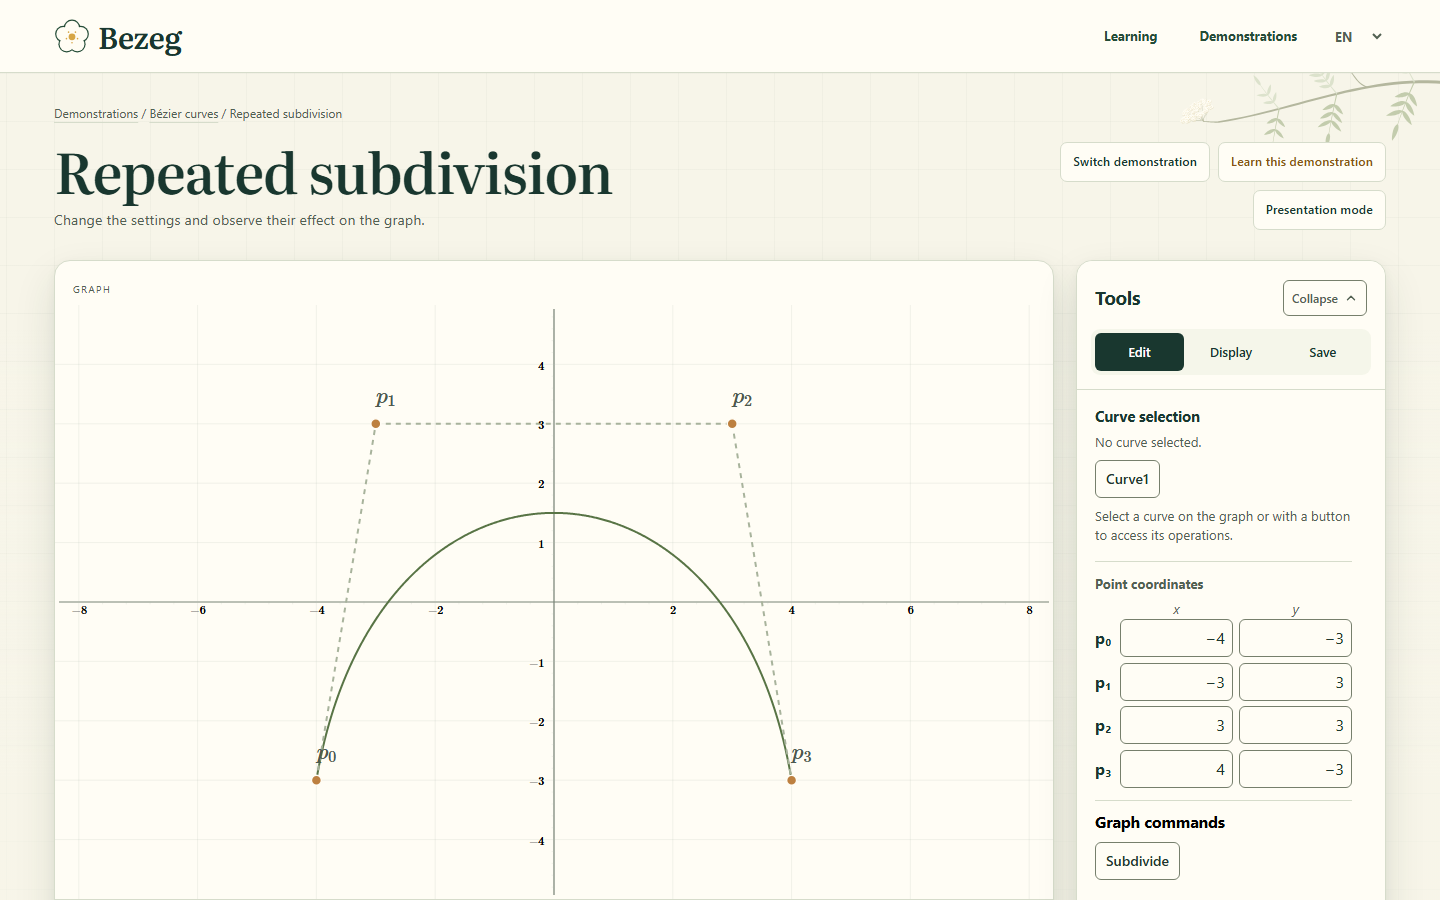 Bezeg
Learning
Demonstrations
EN
Demonstrations / Bézier curves / Repeated subdivision
Repeated subdivision
Change the settings and observe their effect on the graph.
Switch demonstration
Learn this demonstration
Presentation mode
GRAPH
4
3
2
1
−1
−2
−3
−4
−8
−6
−4
−2
2
4
6
8
p1
p2
p0
p3
Tools
Collapse
Edit
Display
Save
Curve selection
No curve selected.
Curve1
Select a curve on the graph or with a button
to access its operations.
Point coordinates
x y
p₀ −4 −3
p₁ −3 3
p₂ 3 3
p₃ 4 −3
Graph commands
Subdivide